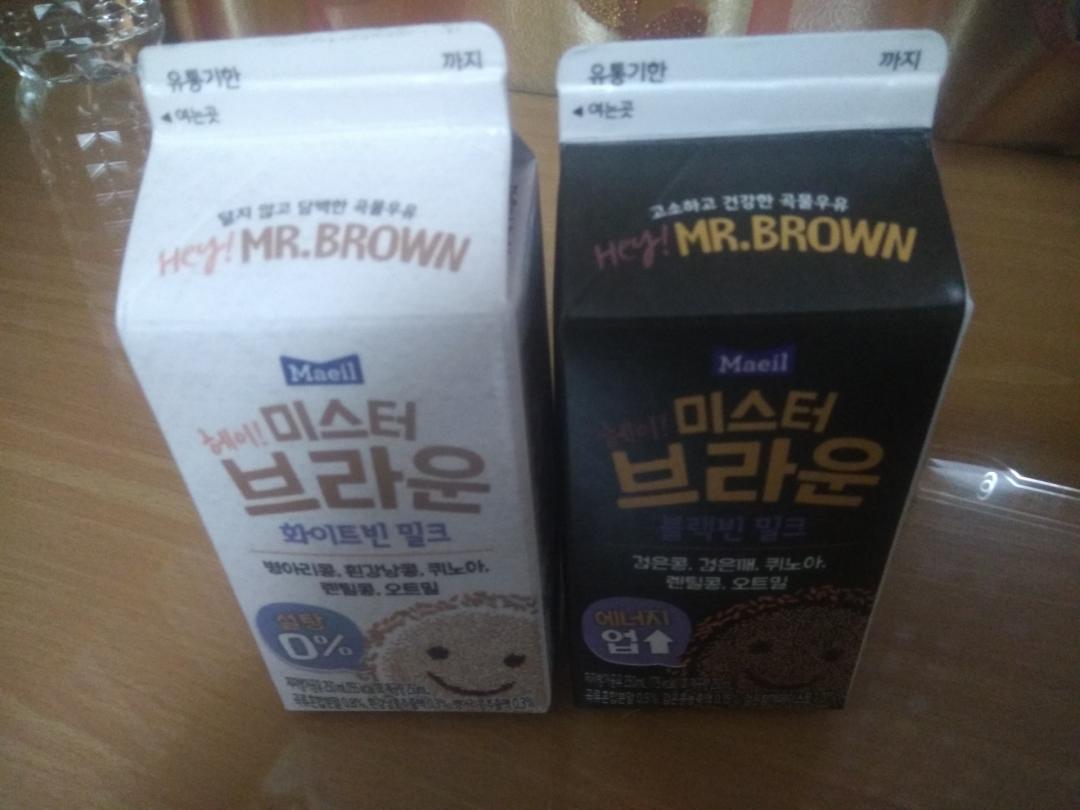 유통기한 까지
◀ 여는곳
달지 않고 담백한 곡물우유
Hey! MR.BROWN
Maeil
헤이! 미스터
브라운
화이트빈 밀크
병아리콩, 흰강낭콩, 퀴노아,
렌틸콩, 오트밀
설탕
0%
유통기한 까지
◀ 여는곳
고소하고 건강한 곡물우유
Hey! MR.BROWN
Maeil
헤이! 미스터
브라운
블랙빈 밀크
검은콩, 검은깨, 퀴노아,
렌틸콩, 오트밀
에너지
업